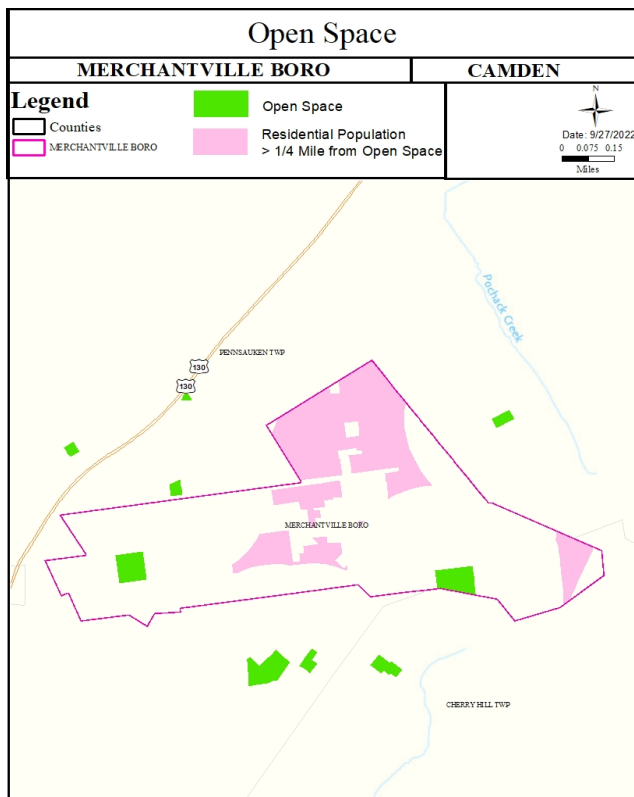 Open Space
MERCHANTVILLE BORO
CAMDEN
Legend
Counties
MERCHANTVILLE BORO
Open Space
Residential Population
> 1/4 Mile from Open Space
N
Date: 9/27/2022
0 0.075 0.15
Miles
Pochack Creek
PENNSAUKEN TWP
130
130
MERCHANTVILLE BORO
CHERRY HILL TWP